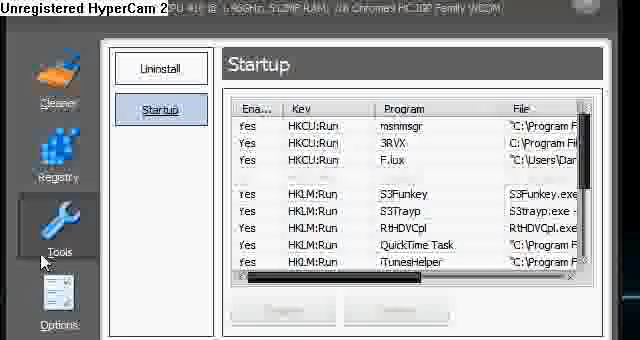 Unregistered HyperCam 2
Cleaner
Registry
Tools
Options
Uninstall
Startup
Startup
Ena... Key Program File
Yes HKCU:Run msnmsgr "C:\Program F
Yes HKCU:Run 3RVX C:\Program Fi
Yes HKCU:Run F.lux "C:\Users\Dar
Yes HKLM:Run S3Funkey S3Funkey.exe
Yes HKLM:Run S3Trayp S3trayp.exe -
Yes HKLM:Run RtHDVCpl RtHDVCpl.exe
Yes HKLM:Run QuickTime Task "C:\Program F
Yes HKLM:Run iTunesHelper "C:\Program F